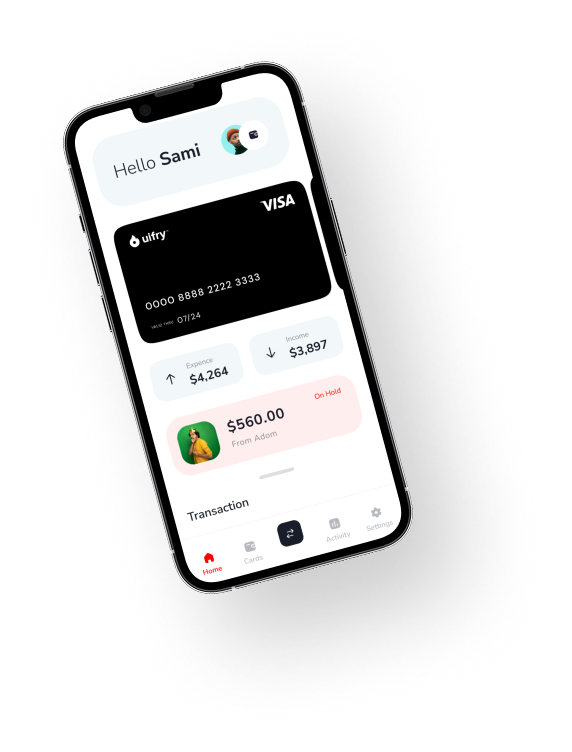 Hello Sami
VISA
uifry™
0000 8888 2222 3333
VALID THRU 07/24
Expence
$4,264
Income
$3,897
On Hold
$560.00
From Adom
Transaction
Home
Cards
Activity
Settings